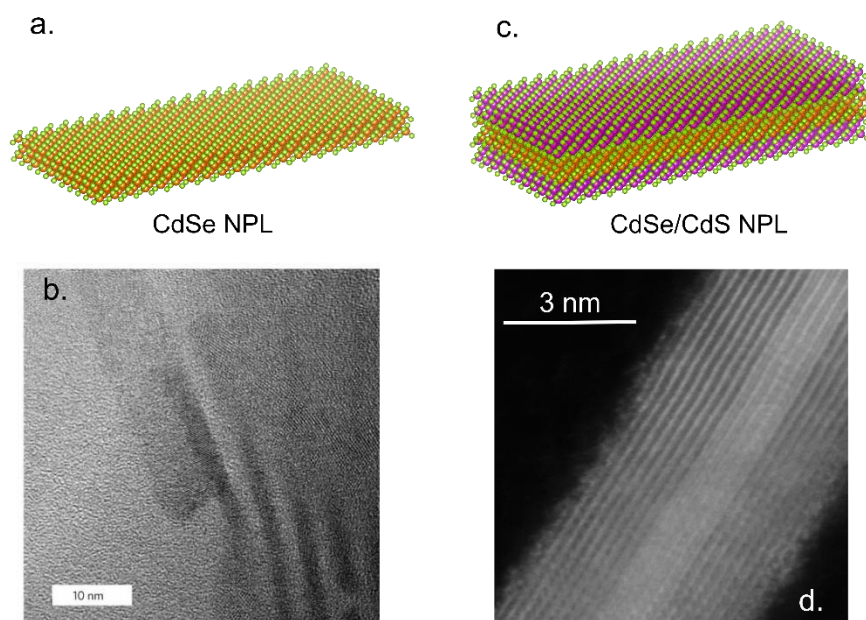 a.
CdSe NPL
c.
CdSe/CdS NPL
b.
10 nm
3 nm
d.